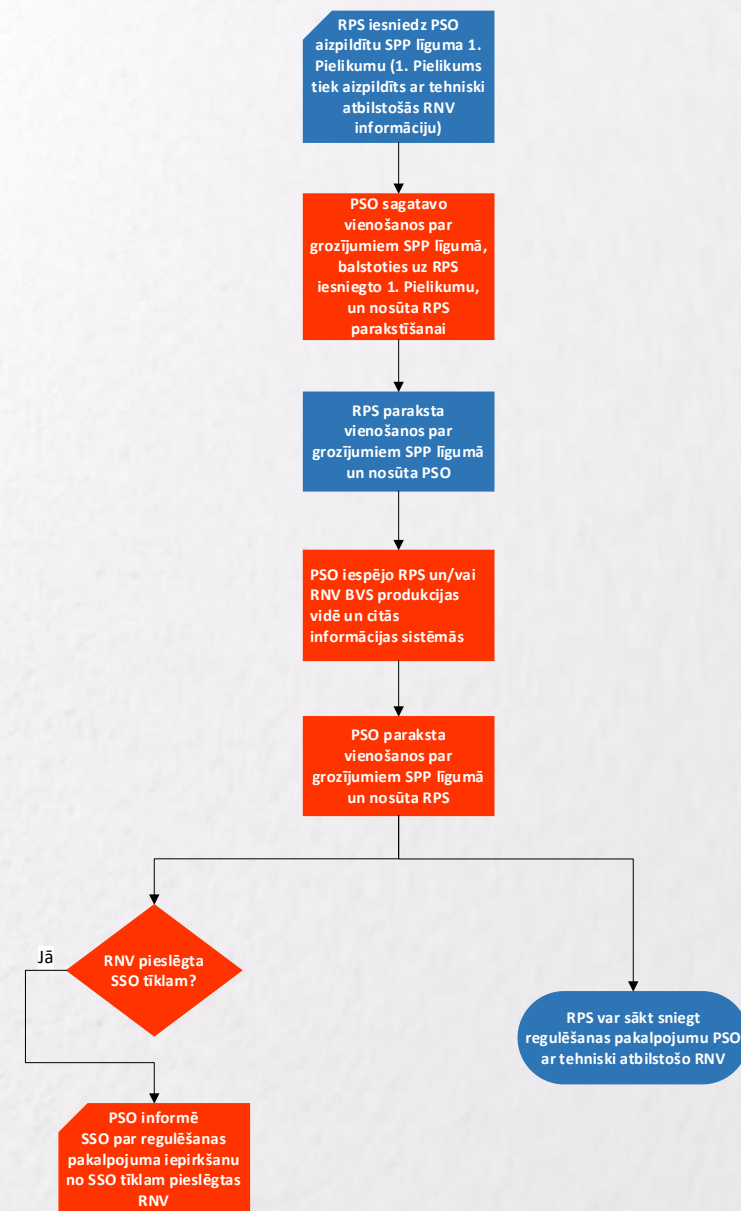 RPS iesniedz PSO
aizpildītu SPP līguma 1.
Pielikumu (1. Pielikums
tiek aizpildīts ar tehniski
atbilstošās RNV
informāciju)
PSO sagatavo
vienošanos par
grozījumiem SPP līgumā,
balstoties uz RPS
iesniegto 1. Pielikumu,
un nosūta RPS
parakstīšanai
RPS paraksta
vienošanos par
grozījumiem SPP līgumā
un nosūta PSO
PSO iespējo RPS un/vai
RNV BVS produkcijas
vidē un citās
informācijas sistēmās
PSO paraksta
vienošanos par
grozījumiem SPP līgumā
un nosūta RPS
Jā
RNV pieslēgta
SSO tīklam?
RPS var sākt sniegt
regulēšanas pakalpojumu PSO
ar tehniski atbilstošo RNV
PSO informē
SSO par regulēšanas
pakalpojuma iepirkšanu
no SSO tīklam pieslēgtas
RNV